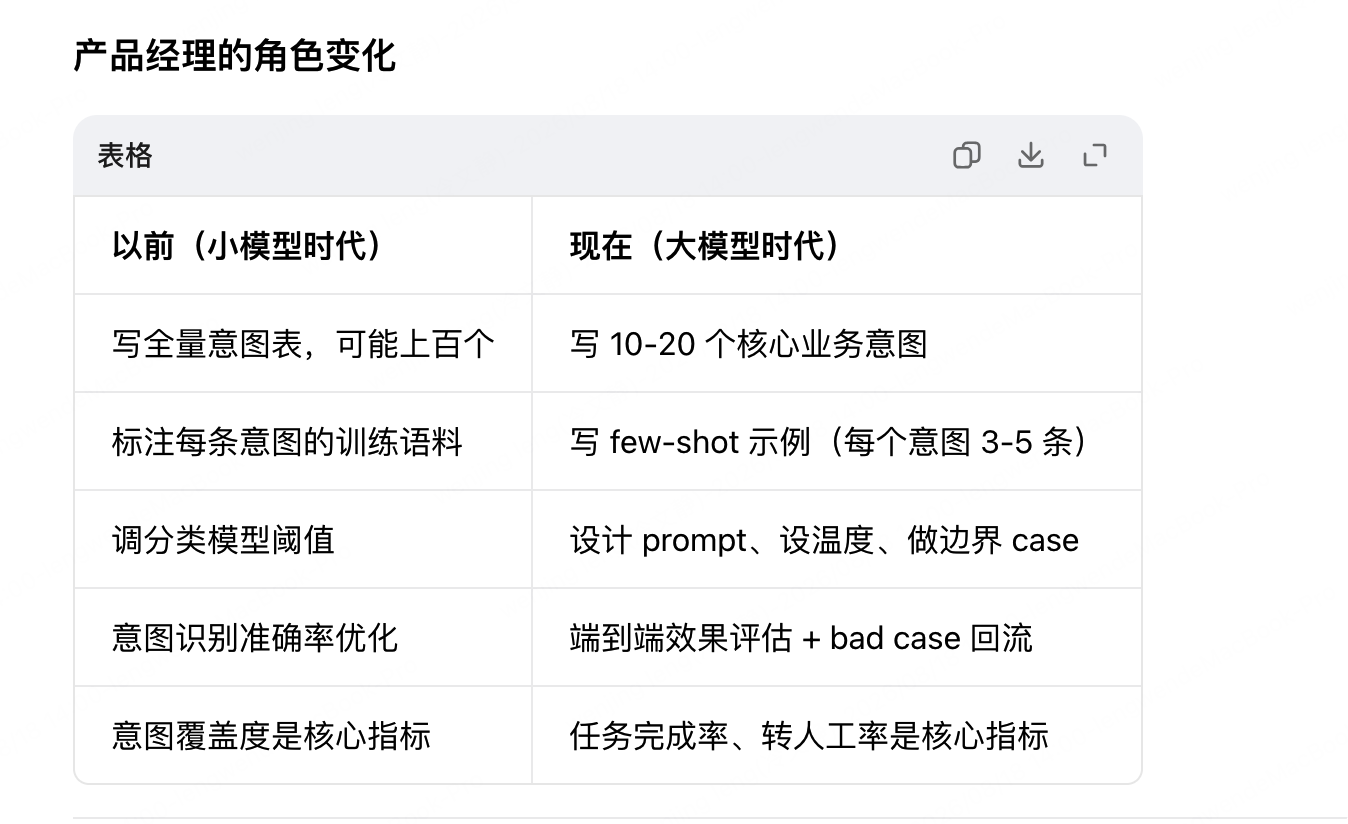 产品经理的角色变化
表格
以前（小模型时代） 现在（大模型时代）
写全量意图表，可能上百个 写 10-20 个核心业务意图
标注每条意图的训练语料 写 few-shot 示例（每个意图 3-5 条）
调分类模型阈值 设计 prompt、设温度、做边界 case
意图识别准确率优化 端到端效果评估 + bad case 回流
意图覆盖度是核心指标 任务完成率、转人工率是核心指标